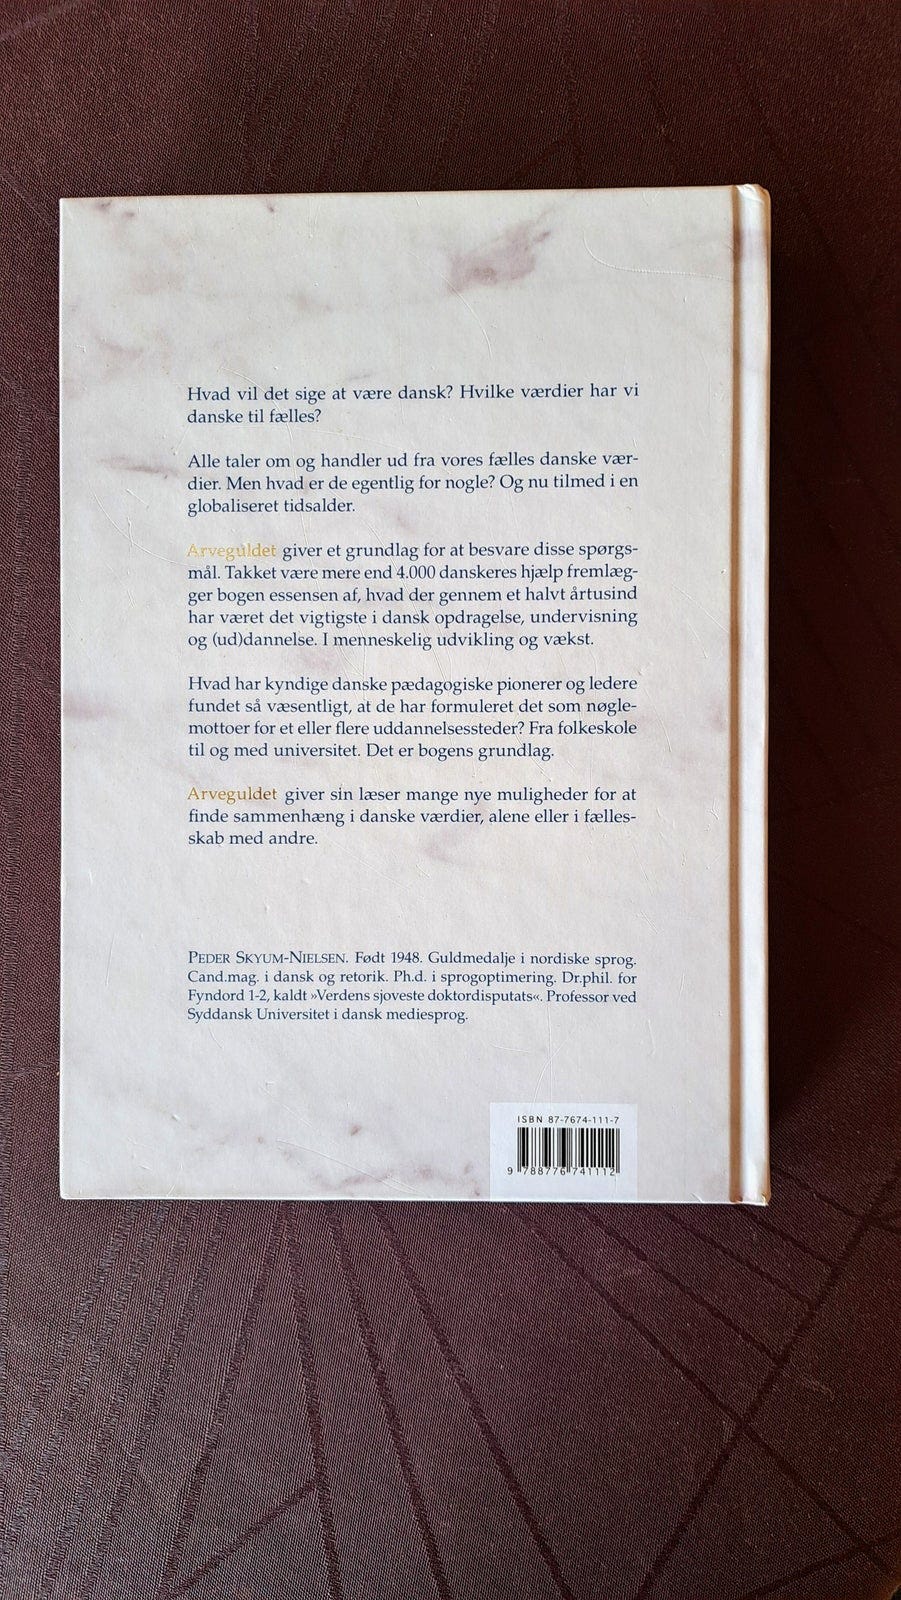 Hvad vil det sige at være dansk? Hvilke værdier har vi
danske til fælles?
Alle taler om og handler ud fra vores fælles danske vær-
dier. Men hvad er de egentlig for nogle? Og nu tilmed i en
globaliseret tidsalder.
Arveguldet giver et grundlag for at besvare disse spørgs-
mål. Takket være mere end 4.000 danskeres hjælp fremlæg-
ger bogen essensen af, hvad der gennem et halvt årtusind
har været det vigtigste i dansk opdragelse, undervisning
og (ud)dannelse. I menneskelig udvikling og vækst.
Hvad har kyndige danske pædagogiske pionerer og ledere
fundet så væsentligt, at de har formuleret det som nøgle-
mottoer for et eller flere uddannelsessteder? Fra folkeskole
til og med universitet. Det er bogens grundlag.
Arveguldet giver sin læser mange nye muligheder for at
finde sammenhæng i danske værdier, alene eller i fælles-
skab med andre.
PEDER SKYUM-NIELSEN. Født 1948. Guldmedalje i nordiske sprog.
Cand.mag. i dansk og retorik. Ph.d. i sprogoptimering. Dr.phil. for
Fyndord 1-2, kaldt »Verdens sjoveste doktordisputats«. Professor ved
Syddansk Universitet i dansk mediesprog.
ISBN 87-7674-111-7
9 788776 741112